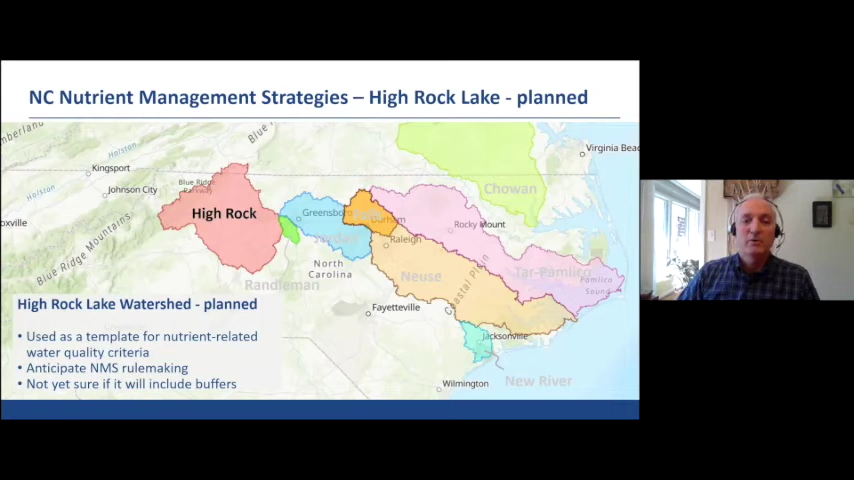 NC Nutrient Management Strategies – High Rock Lake - planned
Blue Ri
Virginia Beac
Kingsport
Holston
Johnson City
Holston
oxville
Blue Ridge
Parkway
Chowan
High Rock
Greensboro
Durham
Rocky Mount
Jordan
Raleigh
Blue Ridge Mountains
North
Carolina
Randleman
Neuse
Coastal Plain
Tar-Pamlico
Pamlico
Sound
Fayetteville
Jacksonville
Wilmington
New River
High Rock Lake Watershed - planned
• Used as a template for nutrient-related
water quality criteria
• Anticipate NMS rulemaking
• Not yet sure if it will include buffers